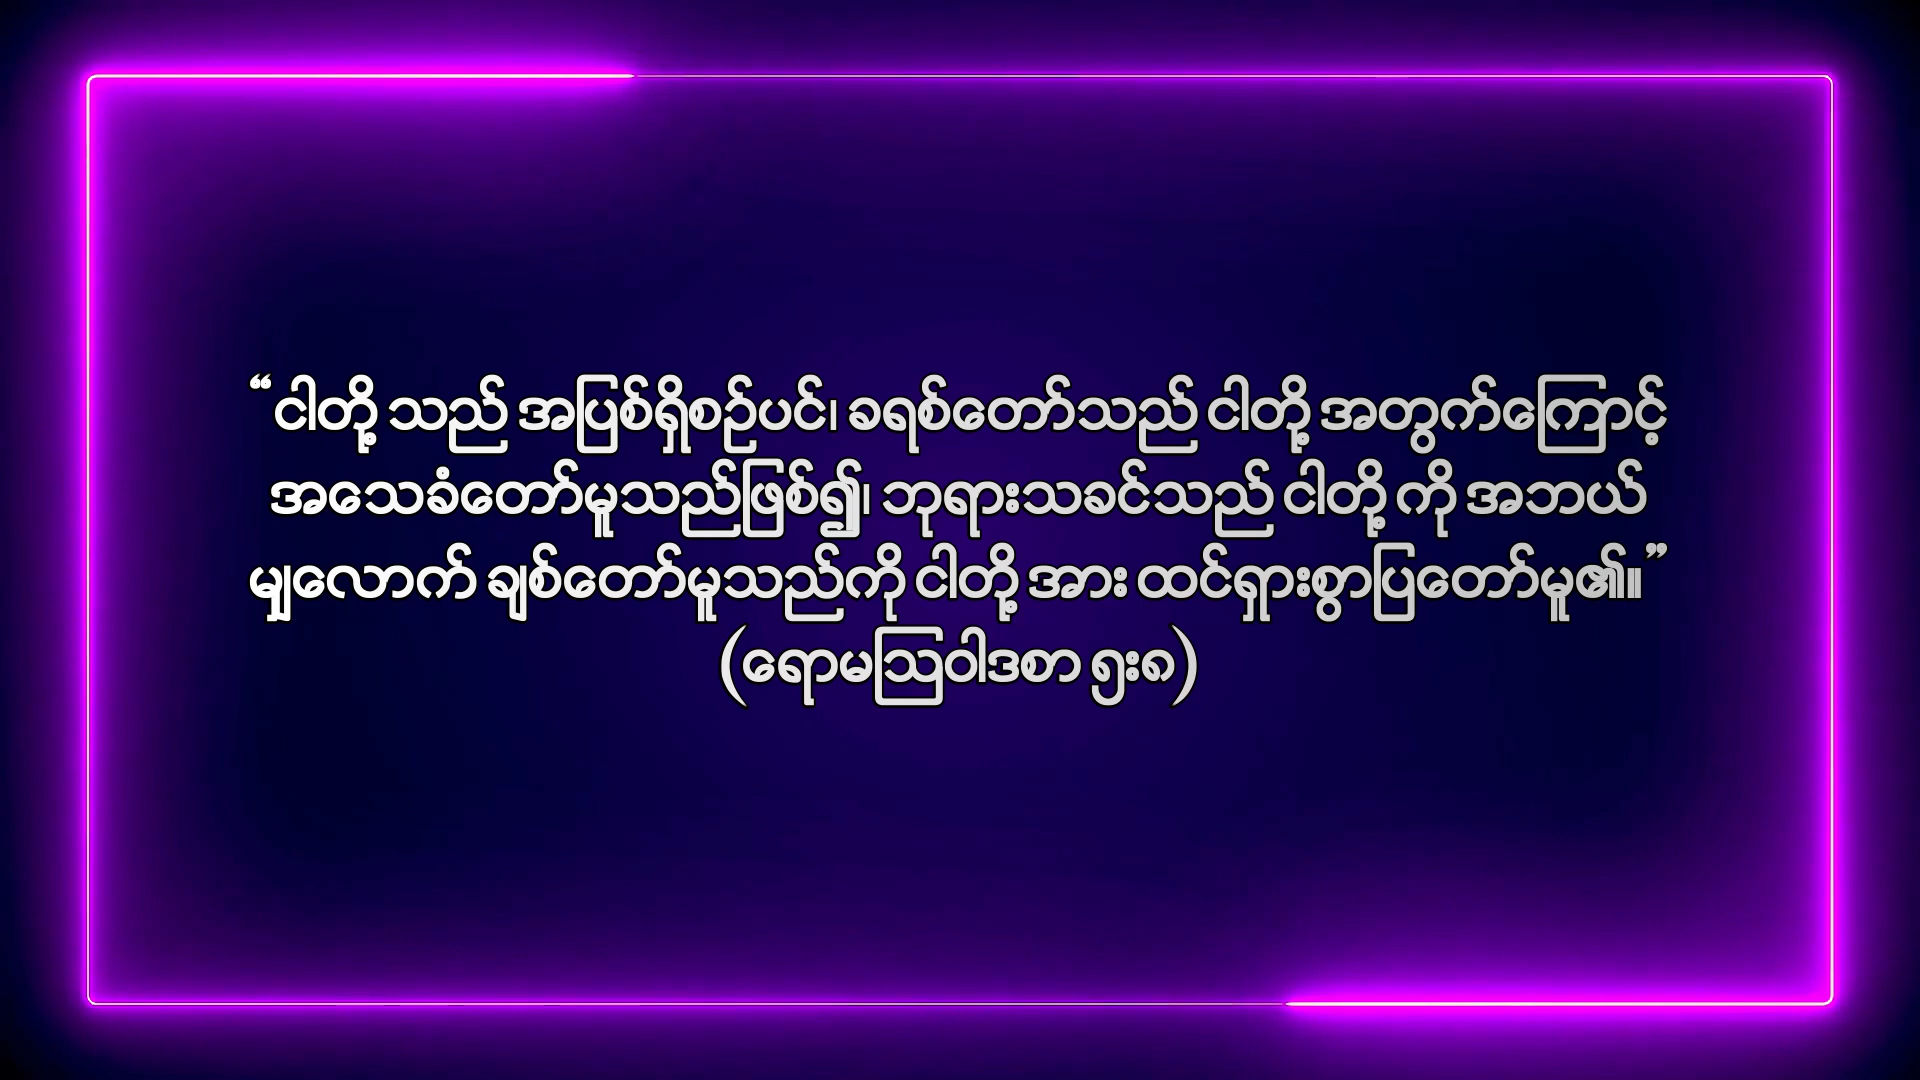 “ငါတို့ သည် အပြစ်ရှိစဉ်ပင်၊ ခရစ်တော်သည် ငါတို့ အတွက်ကြောင့်
အသေခံတော်မူသည်ဖြစ်၍၊ ဘုရားသခင်သည် ငါတို့ ကို အဘယ်
မျှလောက် ချစ်တော်မူသည်ကို ငါတို့ အား ထင်ရှားစွာပြတော်မူ၏။”
(ရောမသြဝါဒစာ ၅း၈)